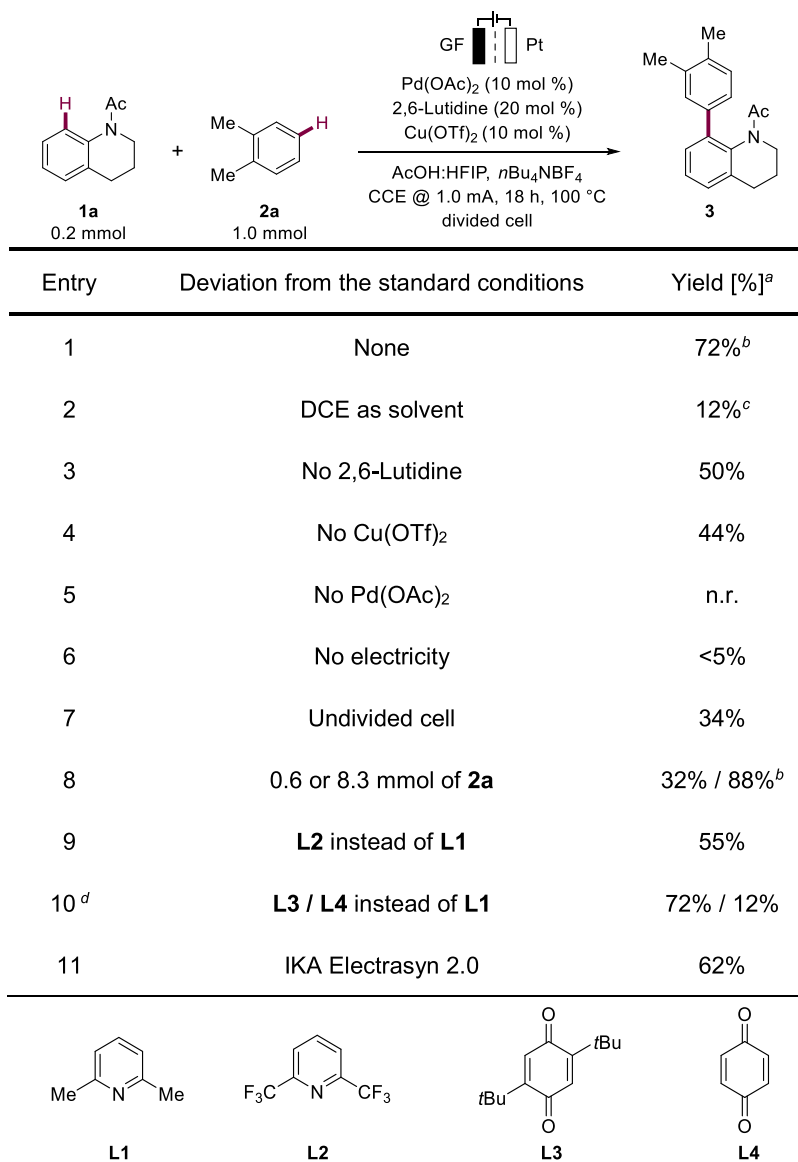 GF Pt
Pd(OAc)₂ (10 mol %)
2,6-Lutidine (20 mol %)
Cu(OTf)₂ (10 mol %)
AcOH:HFIP, nBu₄NBF₄
CCE @ 1.0 mA, 18 h, 100 °C
divided cell
H Ac
N
1a
0.2 mmol
+
Me
Me
H
2a
1.0 mmol
Me
Me
Ac
N
3
Entry Deviation from the standard conditions Yield [%]ᵃ
1 None 72%ᵇ
2 DCE as solvent 12%ᶜ
3 No 2,6-Lutidine 50%
4 No Cu(OTf)₂ 44%
5 No Pd(OAc)₂ n.r.
6 No electricity <5%
7 Undivided cell 34%
8 0.6 or 8.3 mmol of 2a 32% / 88%ᵇ
9 L2 instead of L1 55%
10 ᵈ L3 / L4 instead of L1 72% / 12%
11 IKA Electrasyn 2.0 62%
Me N Me
L1
F₃C N CF₃
L2
O
tBu
tBu
O
L3
O
O
L4